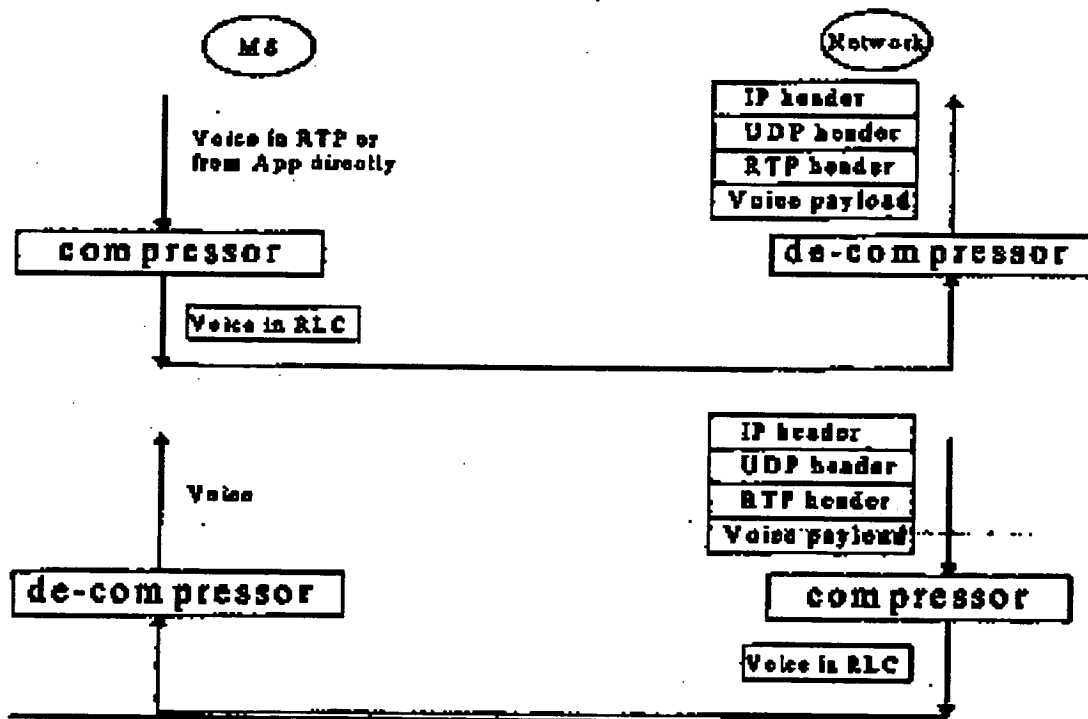 MS
Network
IP header
UDP header
RTP header
Voice payload
Voice in RTP or
from App directly
compressor
de-compressor
Voice in RLC
IP header
UDP header
RTP header
Voice payload
Voice
de-compressor
compressor
Voice in RLC